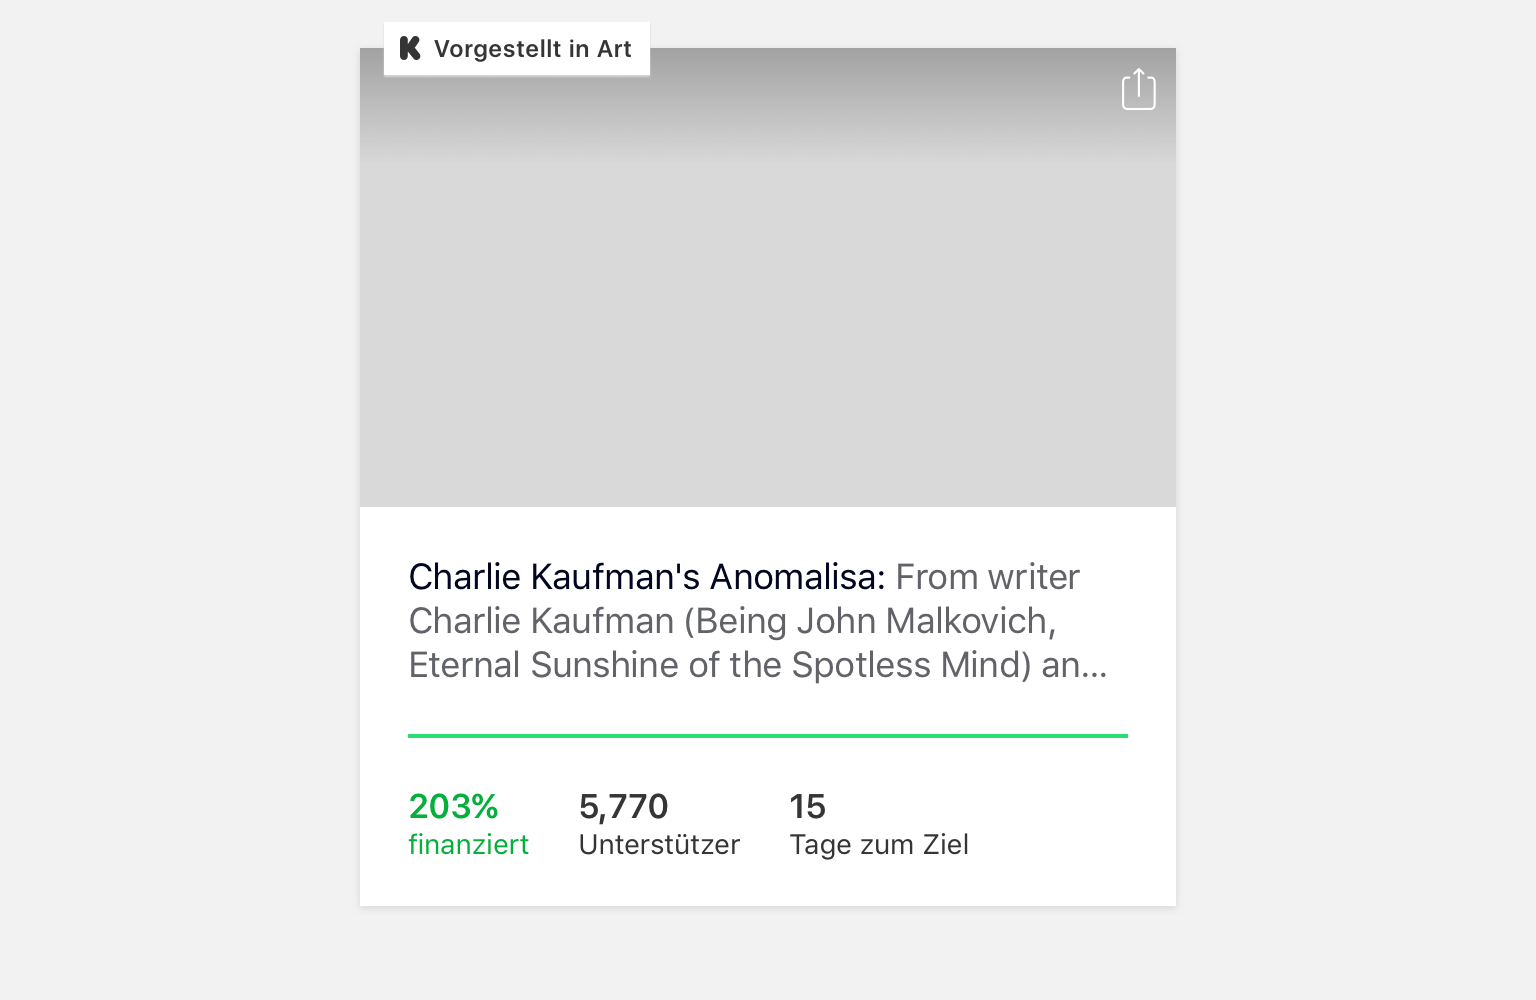 Vorgestellt in Art
Charlie Kaufman's Anomalisa: From writer
Charlie Kaufman (Being John Malkovich,
Eternal Sunshine of the Spotless Mind) an...
203%
finanziert
5,770
Unterstützer
15
Tage zum Ziel